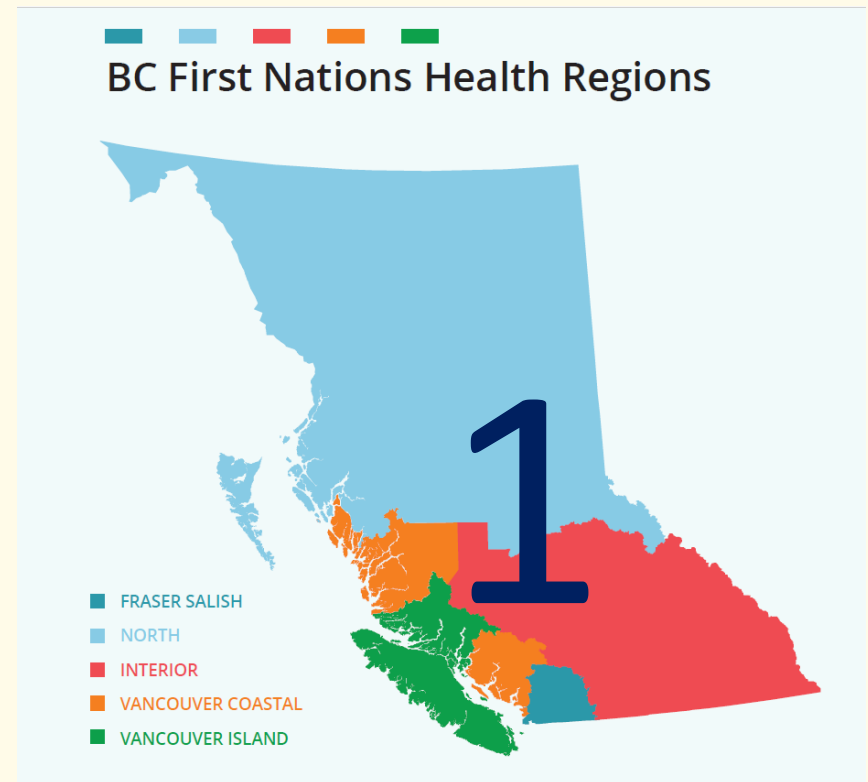 BC First Nations Health Regions
1
FRASER SALISH
NORTH
INTERIOR
VANCOUVER COASTAL
VANCOUVER ISLAND